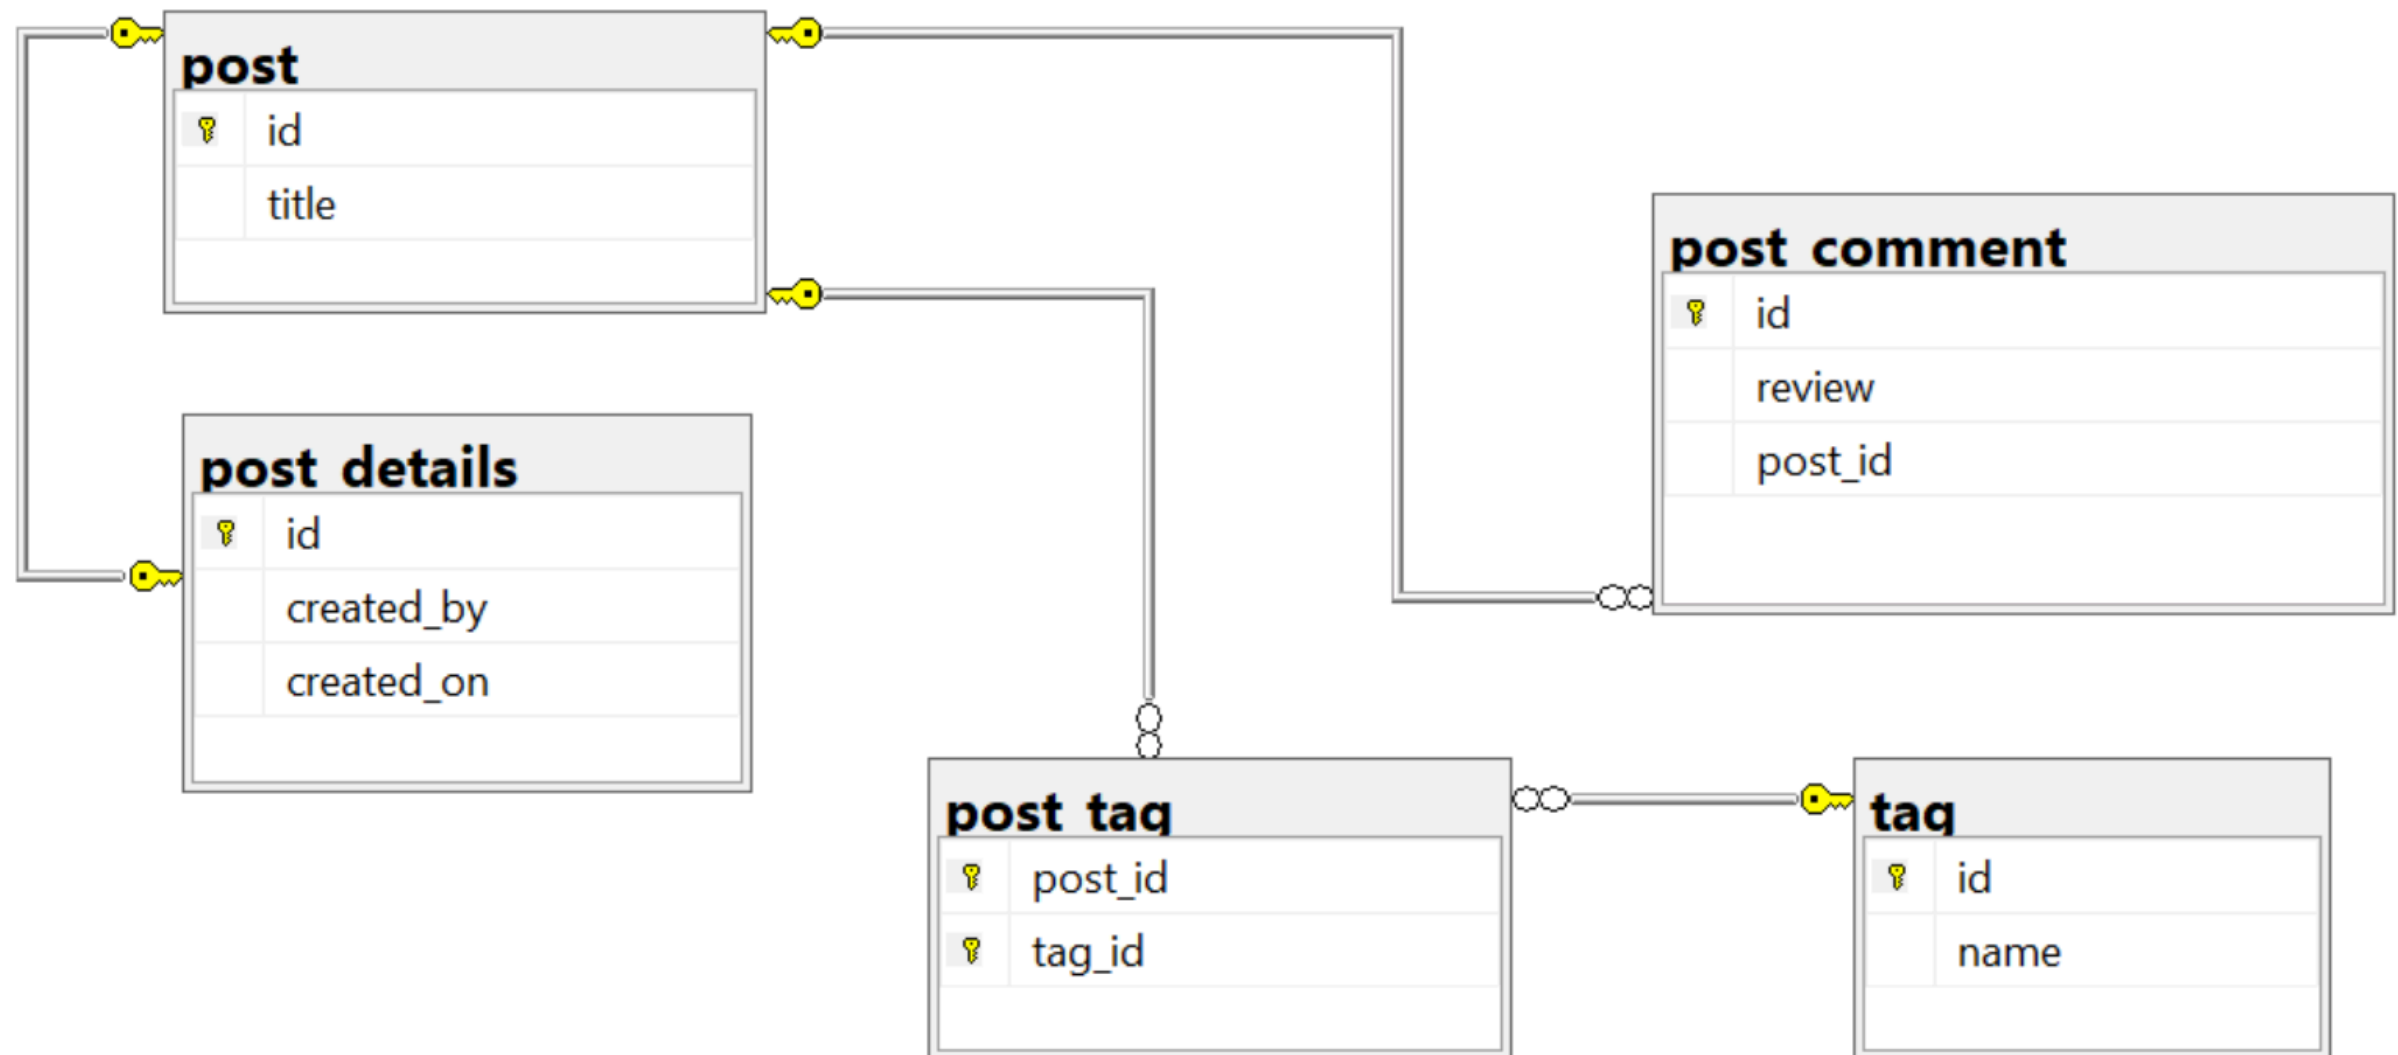 post
id
title
post_comment
id
review
post_id
post_details
id
created_by
created_on
post_tag
post_id
tag_id
tag
id
name